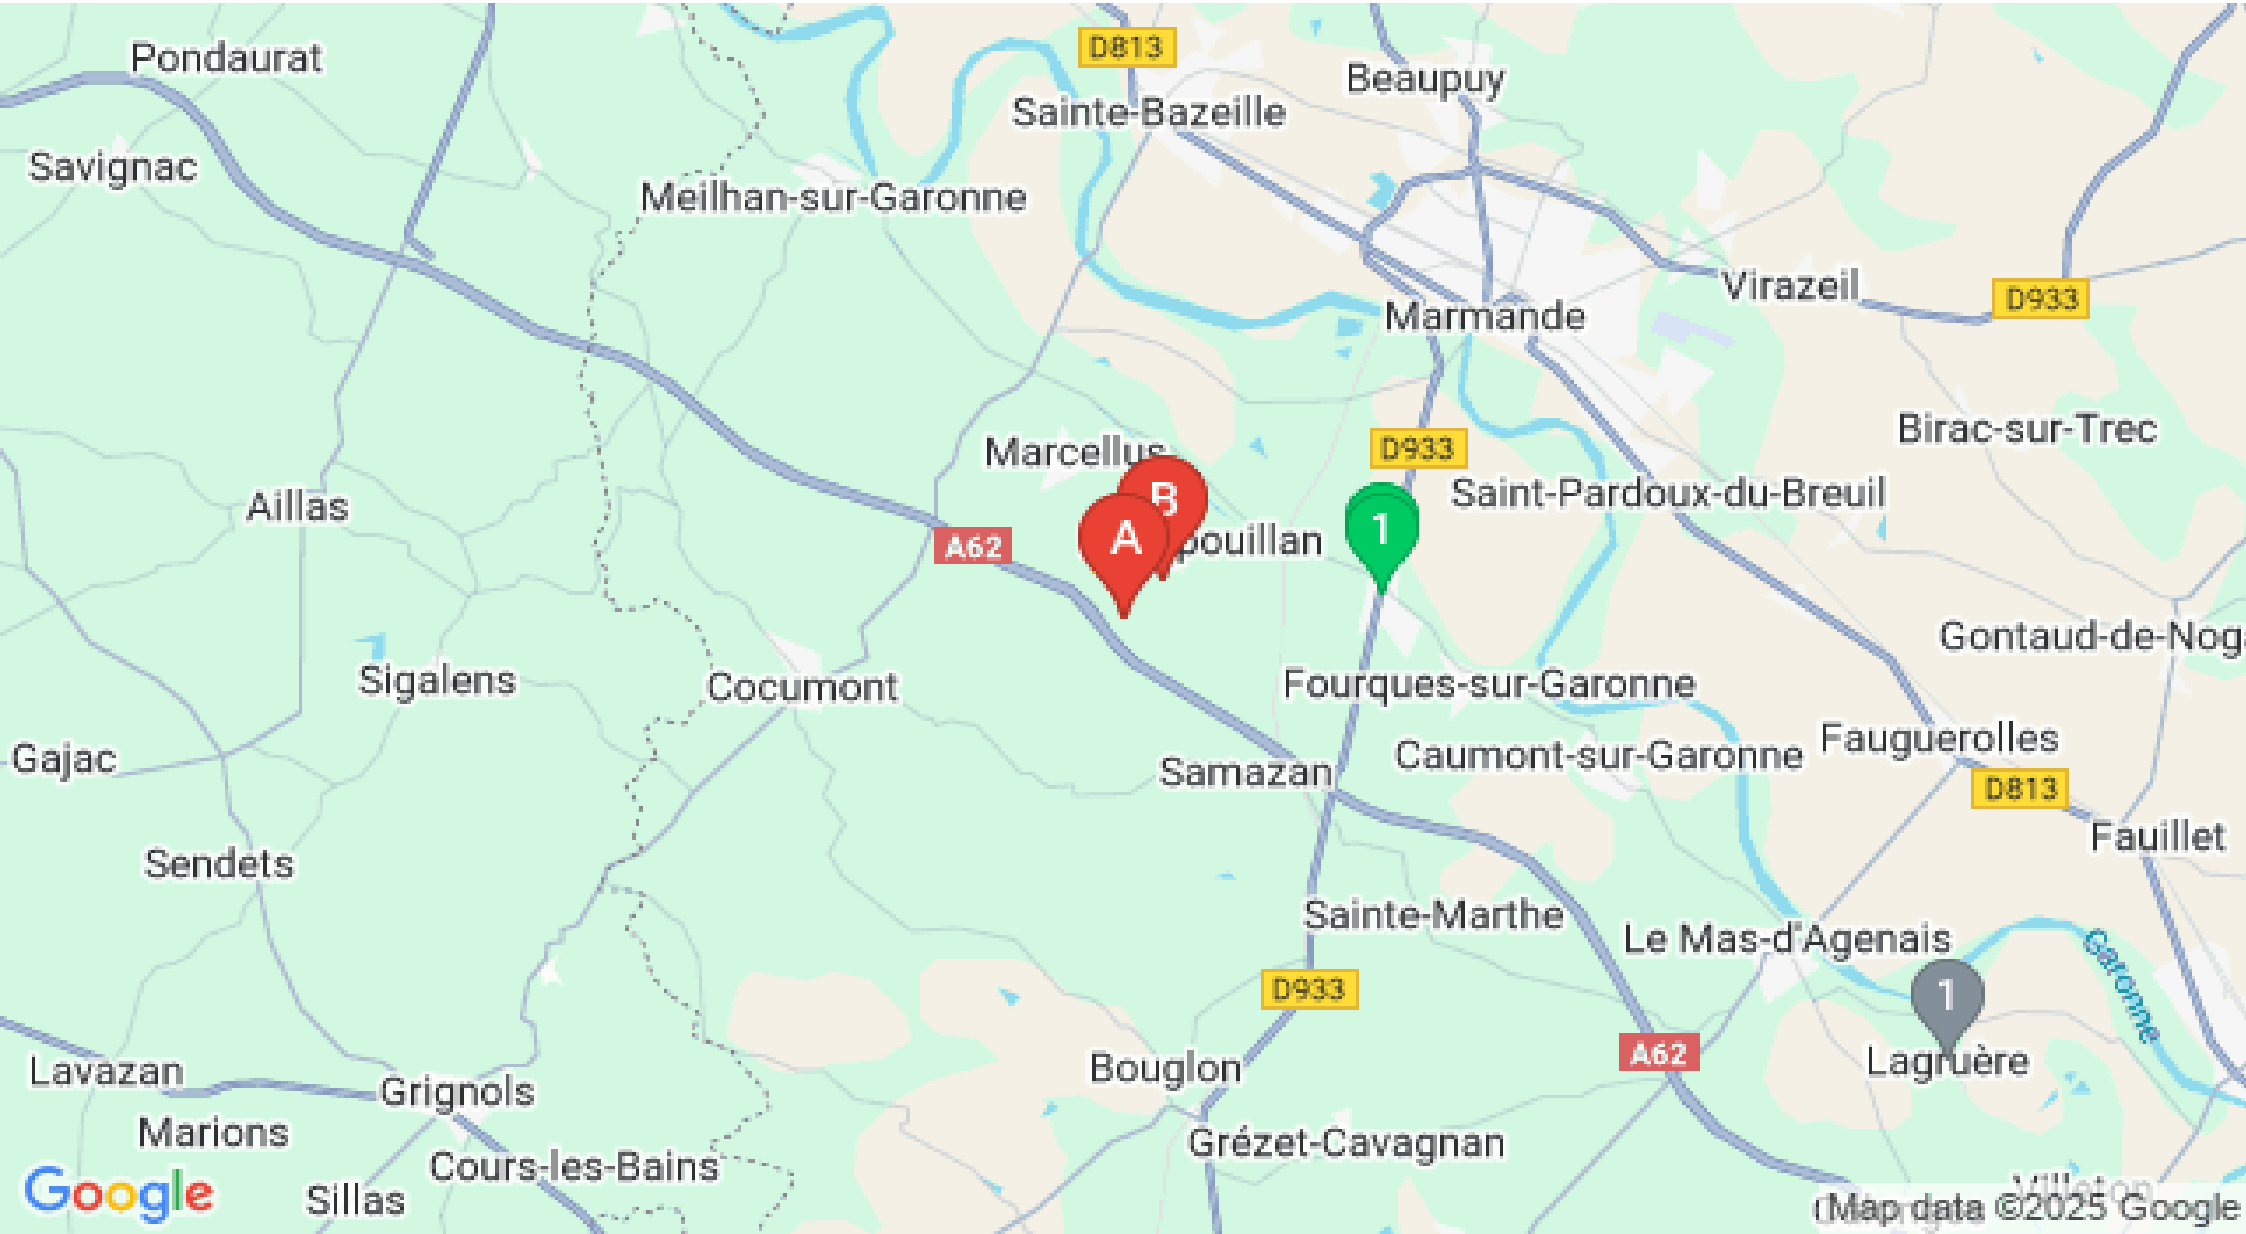 Pondaurat
D813
Beaupuy
Sainte-Bazeille
Savignac
Meilhan-sur-Garonne
Virazeil
D933
Marmande
Birac-sur-Trec
Marcellus
D933
Saint-Pardoux-du-Breuil
Aillas
B
A
1
A62
pouillan
Gontaud-de-Noga
Sigalens
Cocumont
Fourques-sur-Garonne
Gajac
Samazan
Caumont-sur-Garonne
Fauguerolles
D813
Fauillet
Sendets
Sainte-Marthe
Le Mas-d'Agenais
Garonne
D933
1
A62
Lagruère
Lavazan
Grignols
Bouglon
Marions
Grézet-Cavagnan
Cours-les-Bains
Google
Sillas
Map data ©2025 Google